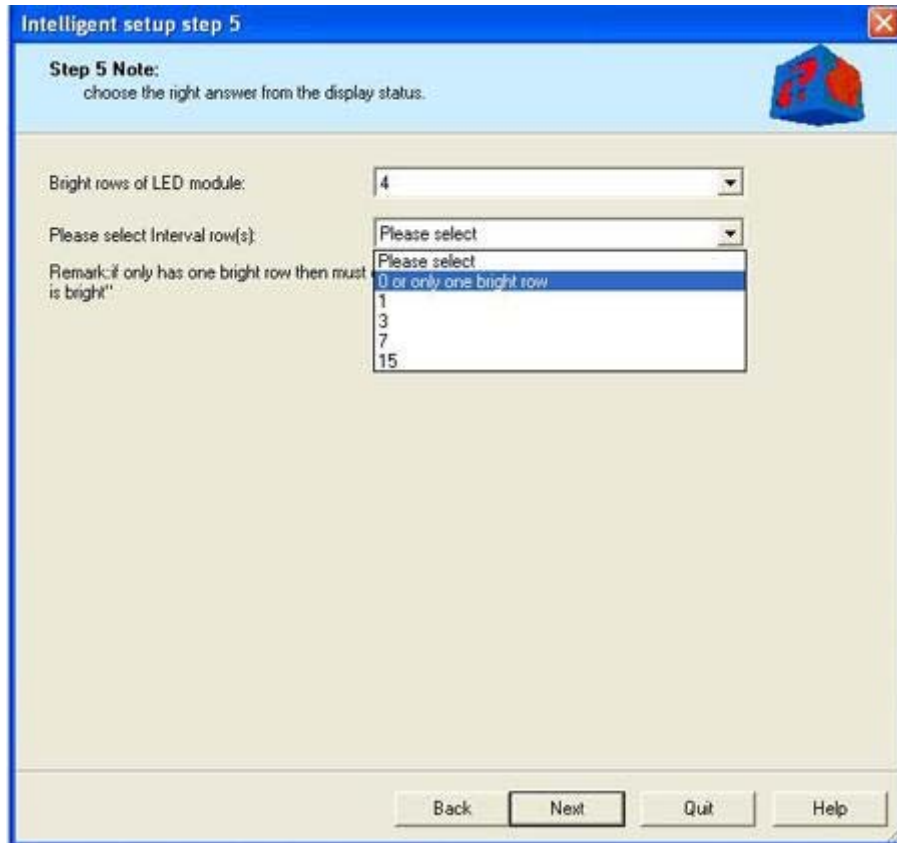 Intelligent setup step 5
Step 5 Note:
choose the right answer from the display status.
Bright rows of LED module:
4
Please select Interval row(s):
Please select
Please select
0 or only one bright row
1
3
7
15
Remark:if only has one bright row then must
is bright"
Back
Next
Quit
Help